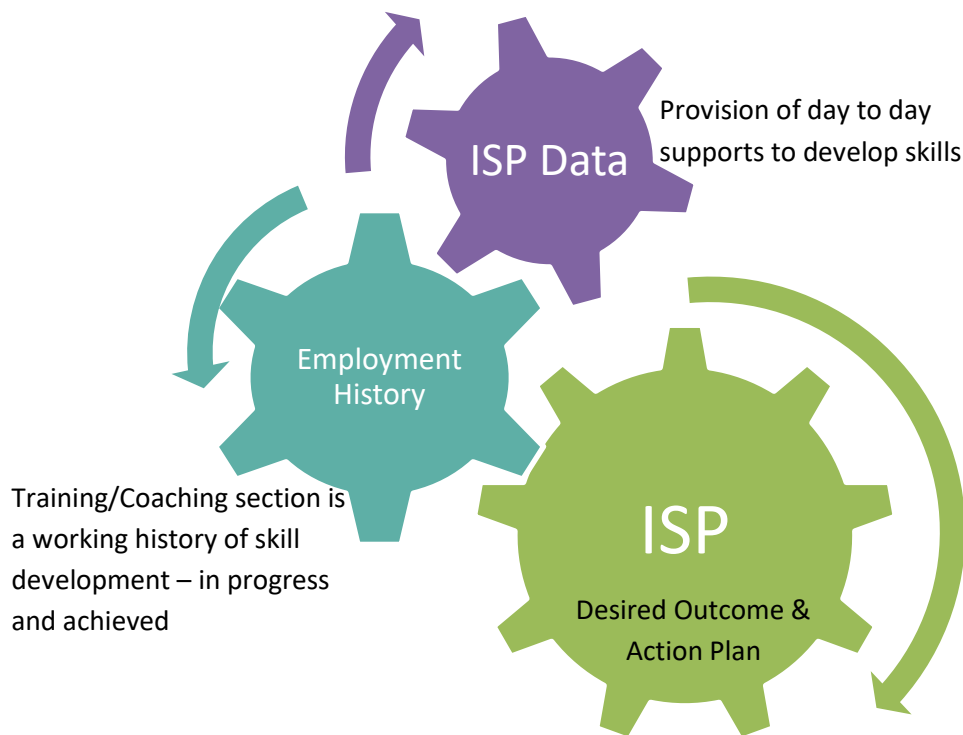 ISP Data
Provision of day to day
supports to develop skills
Employment
History
Training/Coaching section is
a working history of skill
development – in progress
and achieved
ISP
Desired Outcome &
Action Plan